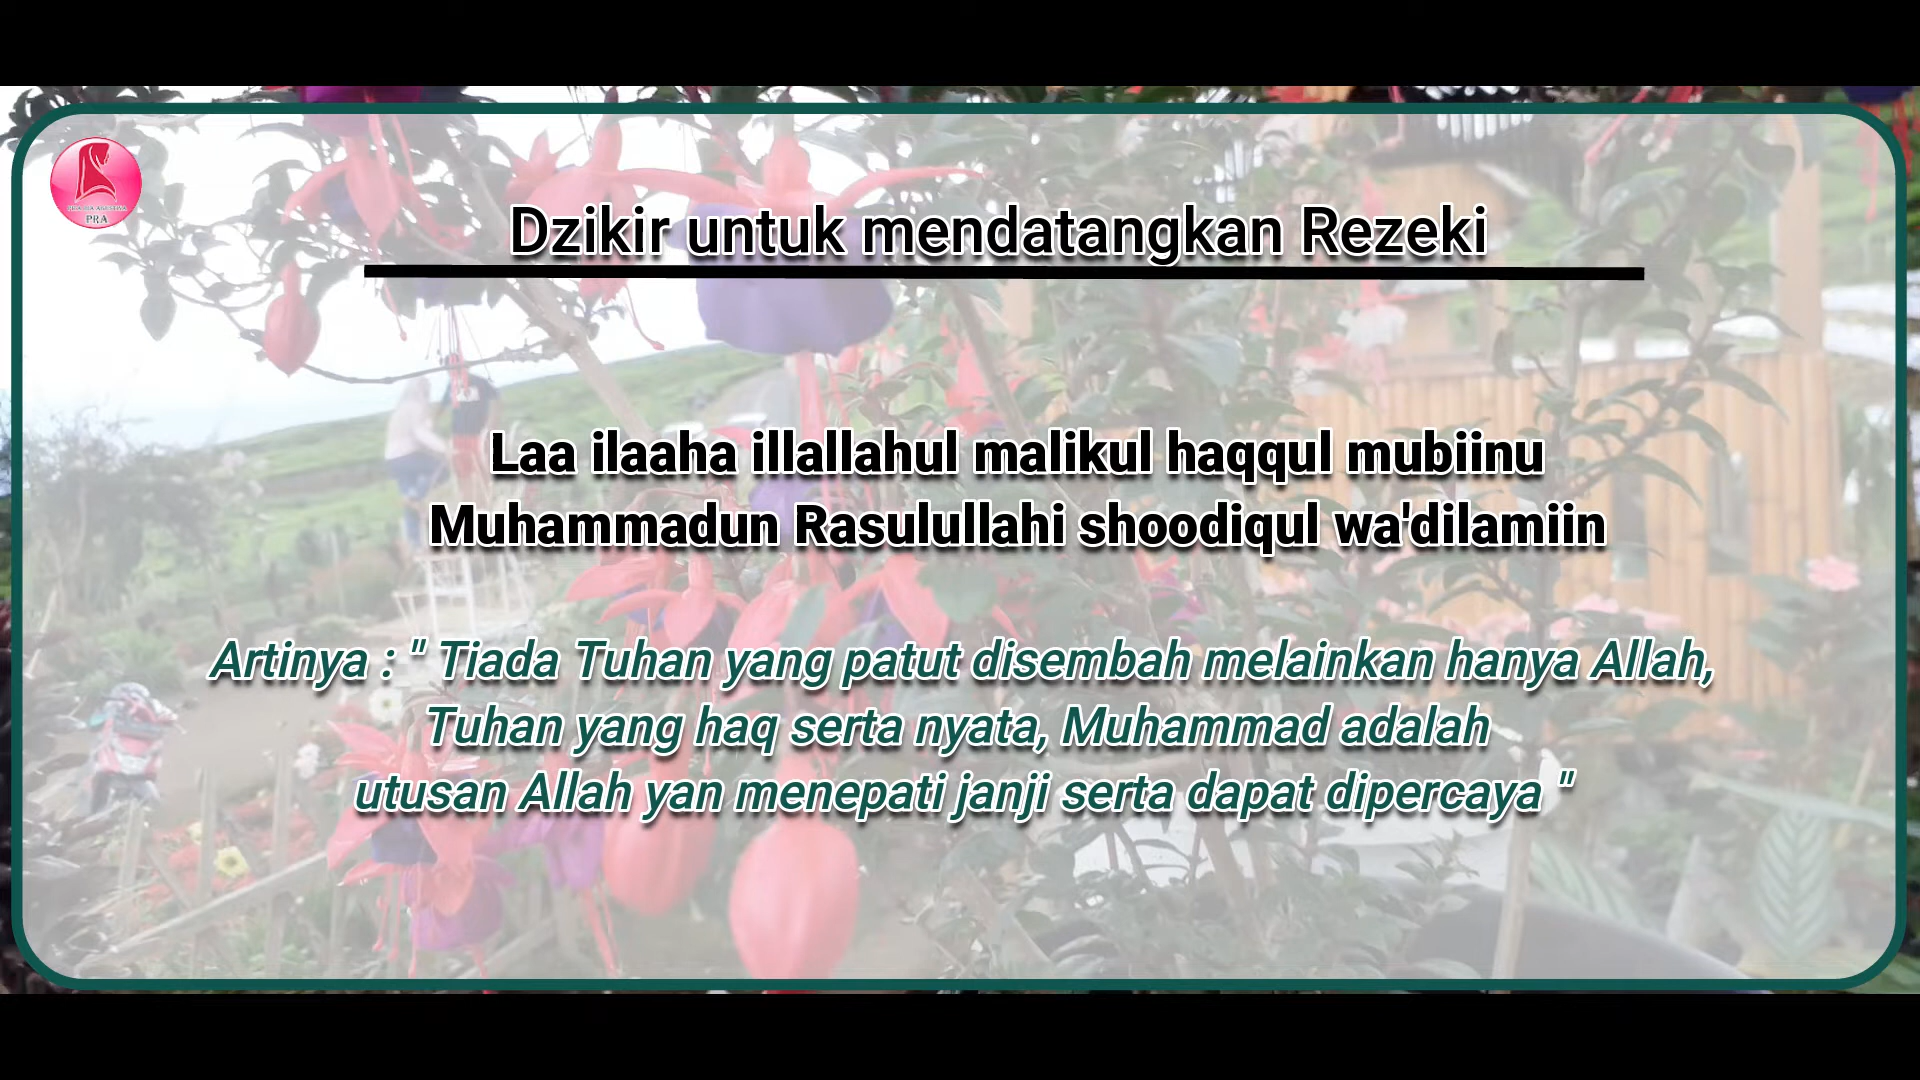 Dzikir untuk mendatangkan Rezeki
Laa ilaaha illallahul malikul haqqul mubiinu
Muhammadun Rasulullahi shoodiqul wa'dilamiin
Artinya : " Tiada Tuhan yang patut disembah melainkan hanya Allah,
Tuhan yang haq serta nyata, Muhammad adalah
utusan Allah yan menepati janji serta dapat dipercaya "
PRA